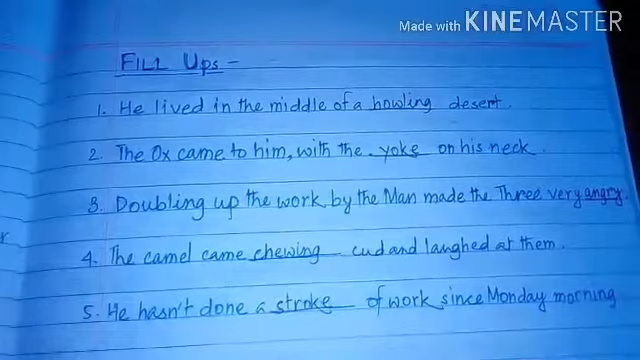 Made with KINEMASTER
FILL Ups -
1. He lived in the middle of a howling desert.
2. The Ox came to him, with the yoke on his neck.
3. Doubling up the work by the Man made the Three very angry.
4. The camel came chewing cud and laughed at them.
5. He hasn't done a stroke of work since Monday morning